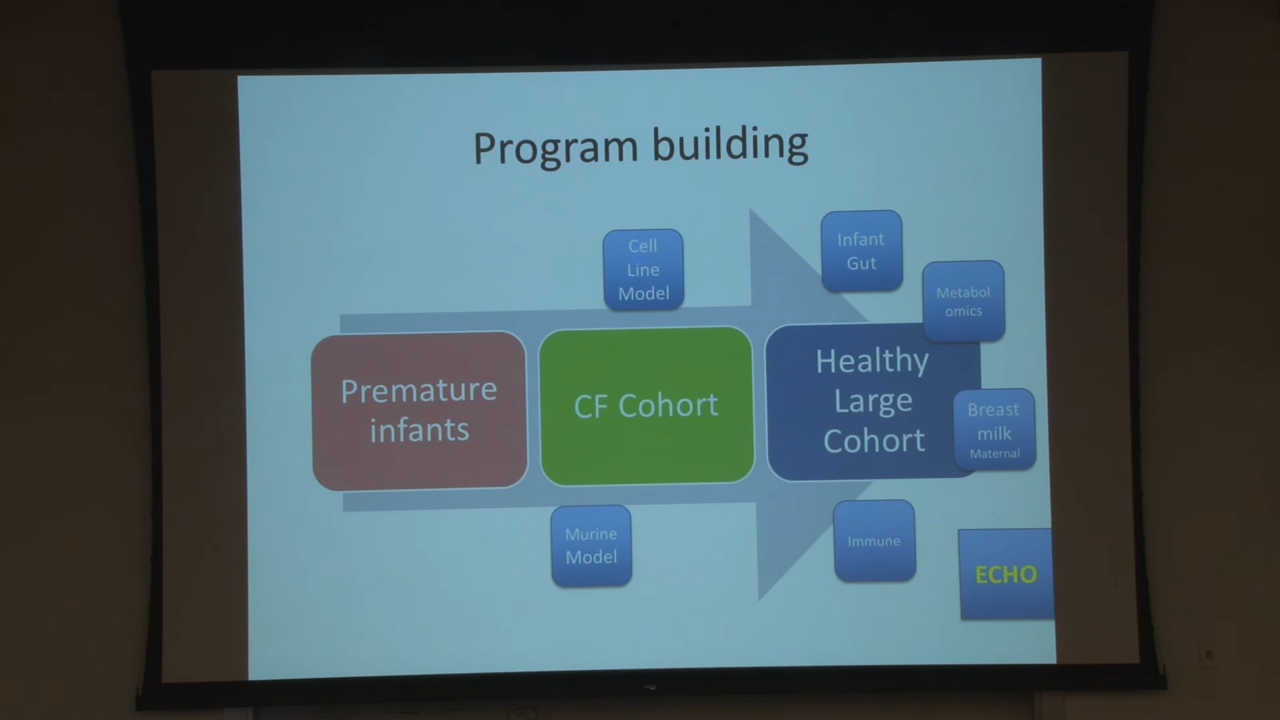 Program building
Cell
Line
Model
Infant
Gut
Metabol
omics
Premature
infants
CF Cohort
Healthy
Large
Cohort
Breast
milk
Maternal
Murine
Model
Immune
ECHO